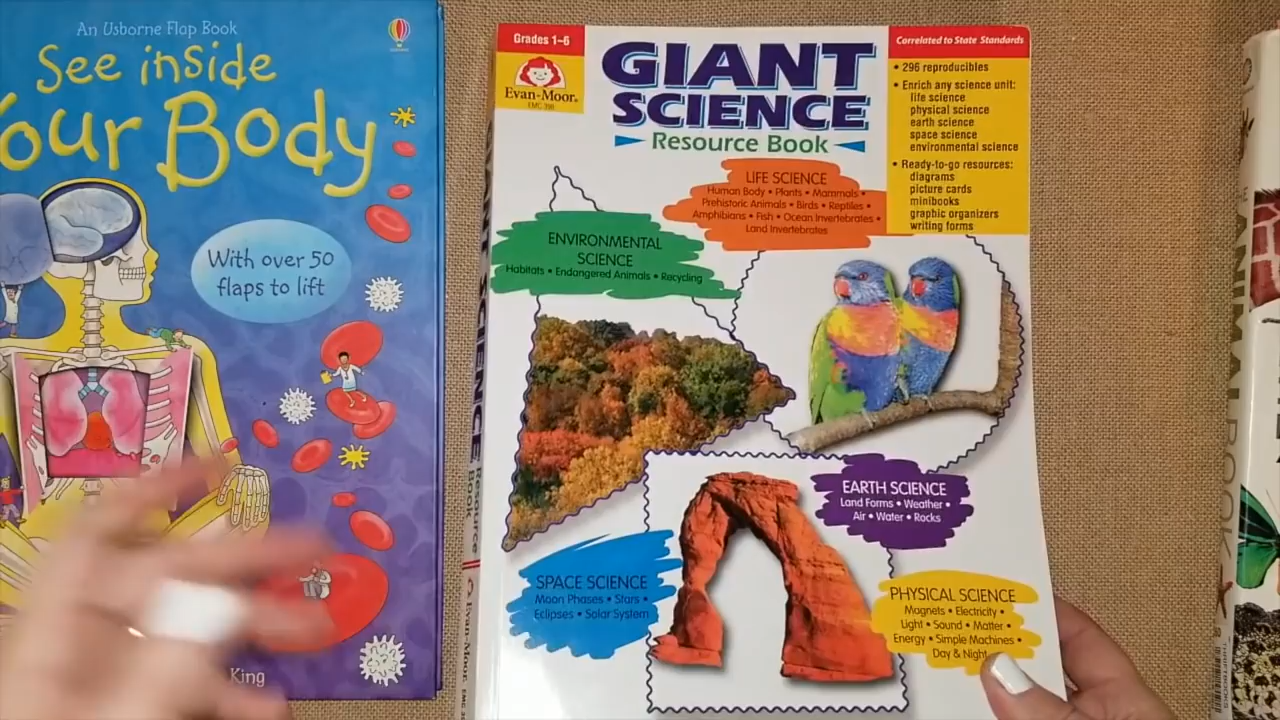 An Usborne Flap Book
See inside
Your Body
With over 50
flaps to lift
King
Grades 1-6
Evan-Moor
GIANT
SCIENCE
Resource Book
Correlated to State Standards
• 296 reproducibles
• Enrich any science unit:
life science
physical science
earth science
space science
environmental science
• Ready-to-go resources:
diagrams
picture cards
minibooks
graphic organizers
writing forms
LIFE SCIENCE
Human Body • Plants • Mammals •
Prehistoric Animals • Birds • Reptiles •
Amphibians • Fish • Ocean Invertebrates •
Land Invertebrates
ENVIRONMENTAL
SCIENCE
Habitats • Endangered Animals • Recycling
EARTH SCIENCE
Land Forms • Weather •
Air • Water • Rocks
SPACE SCIENCE
Moon Phases • Stars •
Eclipses • Solar System
PHYSICAL SCIENCE
Magnets • Electricity •
Light • Sound • Matter •
Energy • Simple Machines •
Day & Night
GIANT SCIENCE Resource Book
Evan-Moor
ANIMAL BOOK